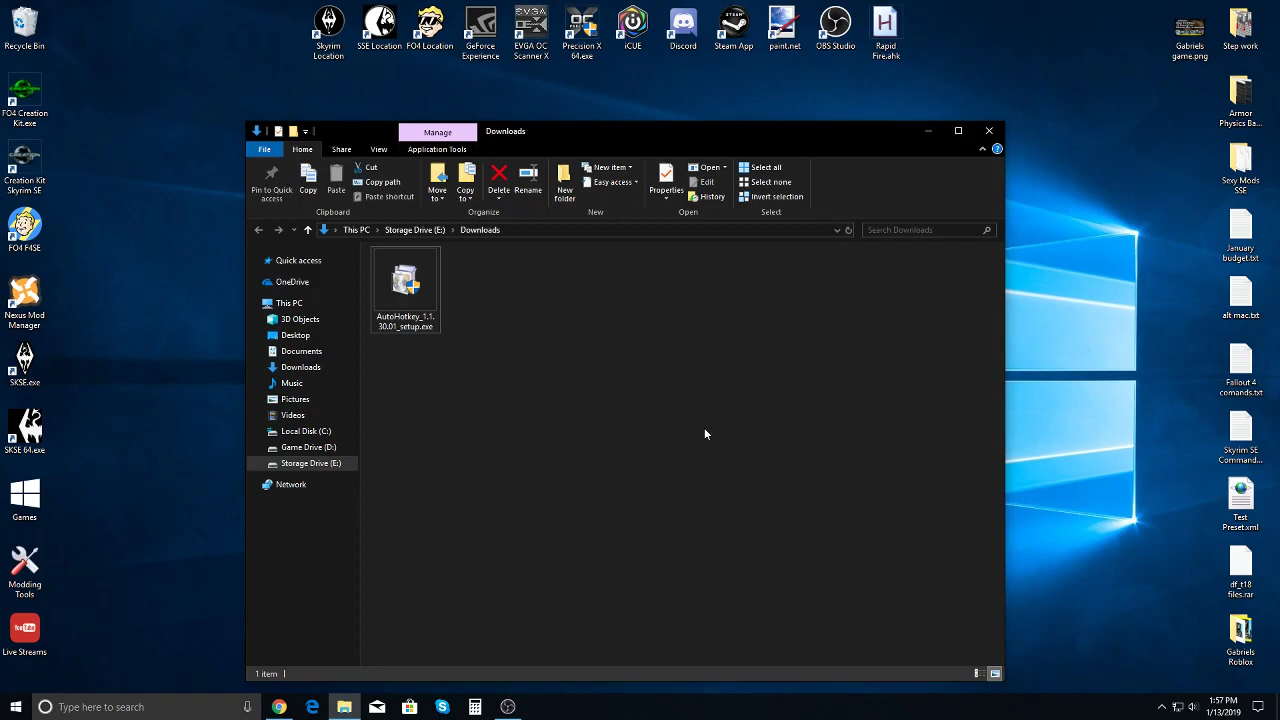 Recycle Bin
FO4 Creation
Kit.exe
Creation Kit
Skyrim SE
FO4 F4SE
Nexus Mod
Manager
SKSE.exe
SKSE 64.exe
Games
Modding
Tools
Live Streams
Skyrim
Location
SSE Location
FO4 Location
GeForce
Experience
EVGA OC
Scanner X
Precision X
64.exe
iCUE
Discord
Steam App
paint.net
OBS Studio
Rapid
Fire.ahk
Gabriels
game.png
Step work
Armor
Physics Ba...
Sexy Mods
SSE
January
budget.txt
alt mac.txt
Fallout 4
comands.txt
Skyrim SE
Command...
Test
Preset.xml
df_t18
files.rar
Gabriels
Roblox
Manage
Downloads
File
Home
Share
View
Application Tools
Pin to Quick
access
Copy
Paste
Cut
Copy path
Paste shortcut
Clipboard
Move
to
Copy
to
Delete
Rename
Organize
New
folder
New item
Easy access
New
Properties
Open
Edit
History
Open
Select all
Select none
Invert selection
Select
This PC
Storage Drive (E:)
Downloads
Search Downloads
Quick access
OneDrive
This PC
3D Objects
Desktop
Documents
Downloads
Music
Pictures
Videos
Local Disk (C:)
Game Drive (D:)
Storage Drive (E:)
Network
AutoHotkey_1.1.
30.01_setup.exe
1 item
Type here to search
1:57 PM
1/13/2019